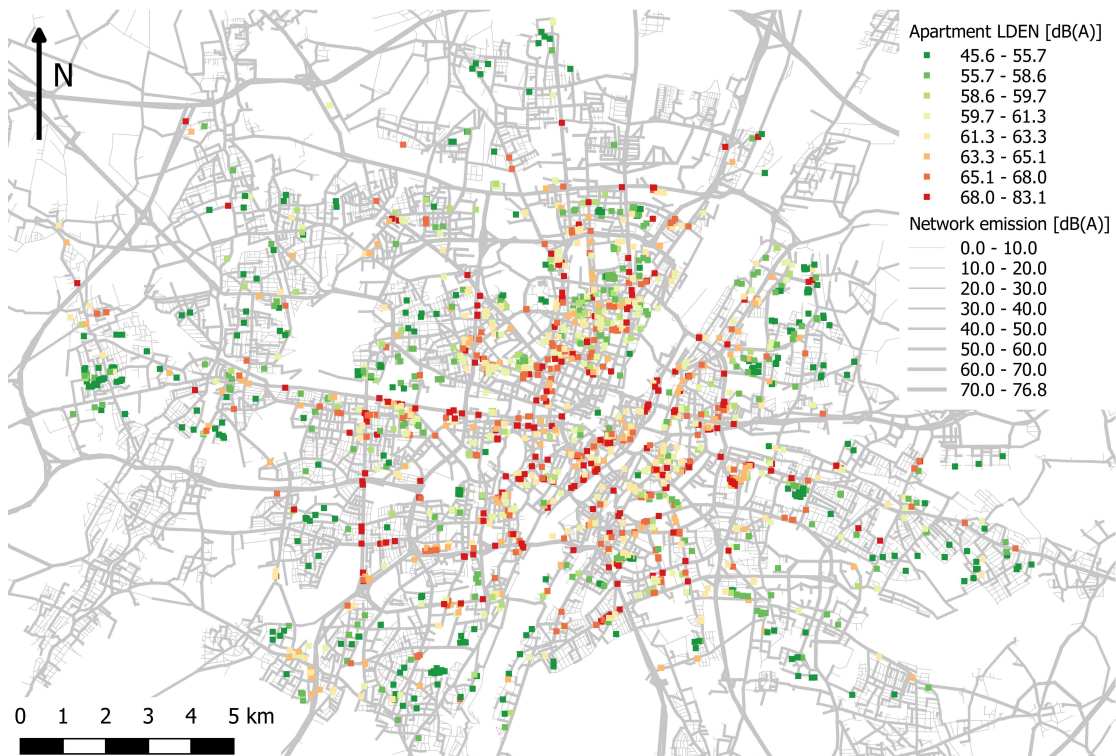 N
Apartment LDEN [dB(A)]
45.6 - 55.7
55.7 - 58.6
58.6 - 59.7
59.7 - 61.3
61.3 - 63.3
63.3 - 65.1
65.1 - 68.0
68.0 - 83.1
Network emission [dB(A)]
0.0 - 10.0
10.0 - 20.0
20.0 - 30.0
30.0 - 40.0
40.0 - 50.0
50.0 - 60.0
60.0 - 70.0
70.0 - 76.8
0 1 2 3 4 5 km